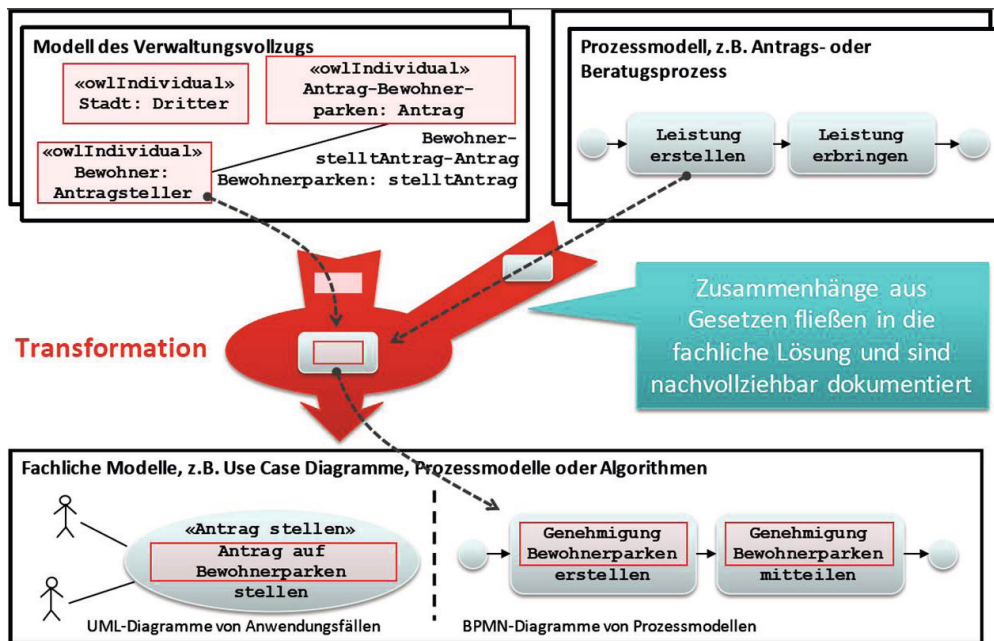 Modell des Verwaltungsvollzugs
«owlIndividual»
Stadt: Dritter
«owlIndividual»
Antrag-Bewohner-
parken: Antrag
«owlIndividual»
Bewohner:
Antragsteller
Bewohner-
stelltAntrag-Antrag
Bewohnerparken: stelltAntrag
Prozessmodell, z.B. Antrags- oder
Beratugsprozess
Leistung
erstellen
Leistung
erbringen
Transformation
Zusammenhänge aus
Gesetzen fließen in die
fachliche Lösung und sind
nachvollziehbar dokumentiert
Fachliche Modelle, z.B. Use Case Diagramme, Prozessmodelle oder Algorithmen
«Antrag stellen»
Antrag auf
Bewohnerparken
stellen
UML-Diagramme von Anwendungsfällen
Genehmigung
Bewohnerparken
erstellen
Genehmigung
Bewohnerparken
mitteilen
BPMN-Diagramme von Prozessmodellen